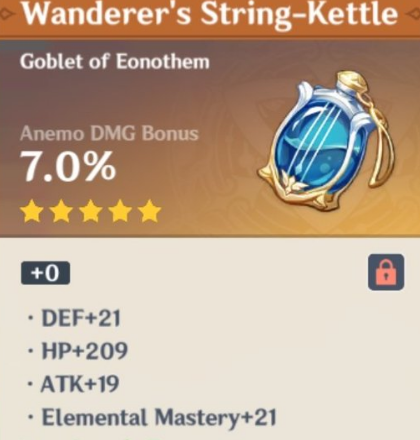 Wanderer's String-Kettle
Goblet of Eonothem
Anemo DMG Bonus
7.0%
+0
· DEF+21
· HP+209
· ATK+19
· Elemental Mastery+21